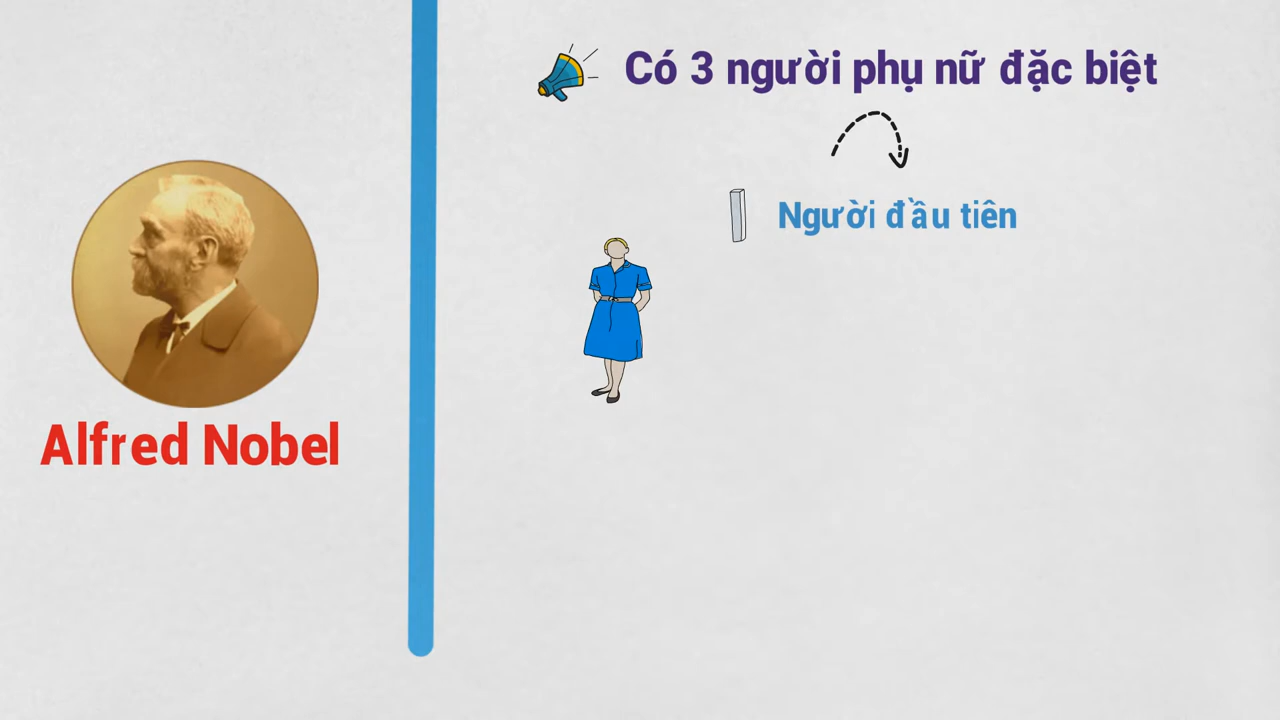 Có 3 người phụ nữ đặc biệt
Người đầu tiên
Alfred Nobel